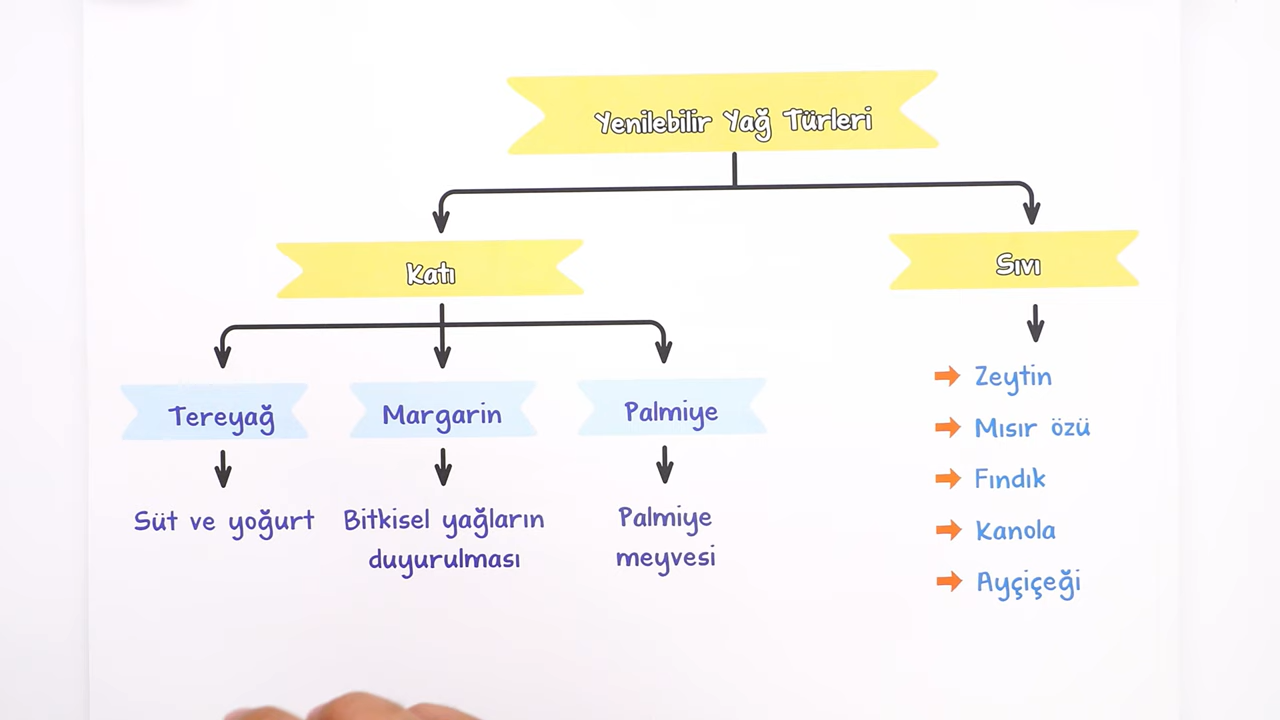 Yenilebilir Yağ Türleri
Katı
Sıvı
Tereyağ
Margarin
Palmiye
Süt ve yoğurt
Bitkisel yağların
duyurulması
Palmiye
meyvesi
Zeytin
Mısır özü
Fındık
Kanola
Ayçiçeği